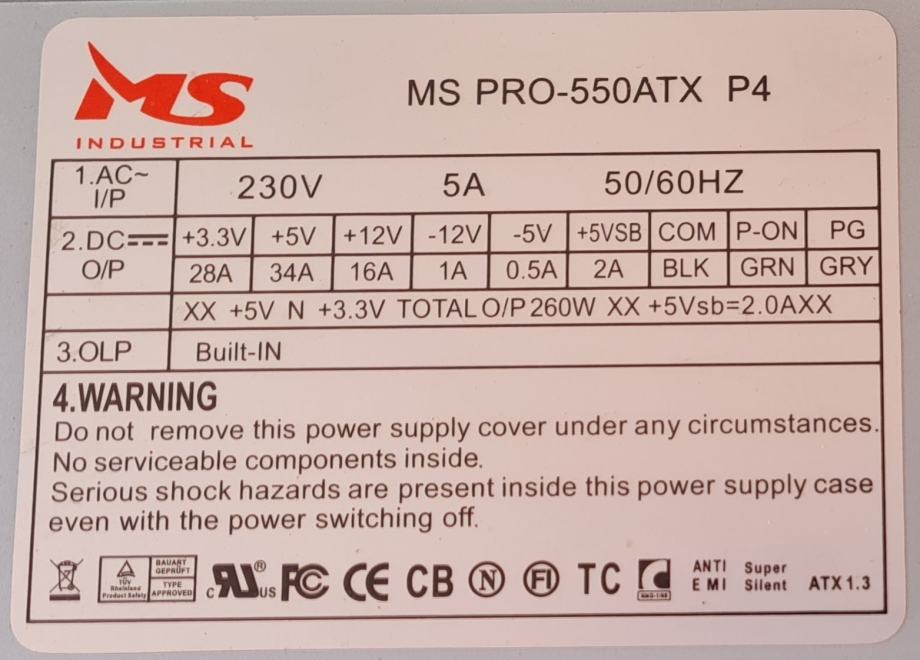 MS
INDUSTRIAL
MS PRO-550ATX P4
1.AC~ I/P 230V 5A 50/60HZ
2.DC O/P +3.3V +5V +12V -12V -5V +5VSB COM P-ON PG
28A 34A 16A 1A 0.5A 2A BLK GRN GRY
XX +5V N +3.3V TOTAL O/P 260W XX +5Vsb=2.0AXX
3.OLP Built-IN
4.WARNING
Do not remove this power supply cover under any circumstances.
No serviceable components inside.
Serious shock hazards are present inside this power supply case
even with the power switching off.
TÜV Rheinland Product Safety BAUART GEPRÜFT TYPE APPROVED c RU ® US FC CE CB N FI TC ANTI EMI Super Silent ATX1.3